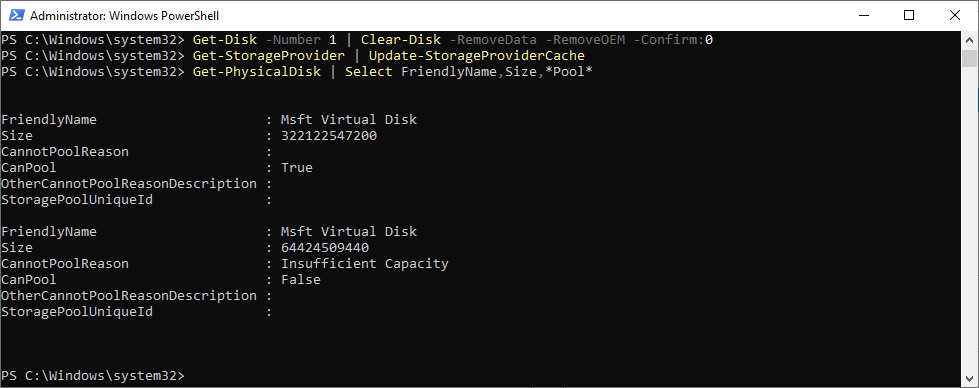 Administrator: Windows PowerShell
PS C:\Windows\system32> Get-Disk -Number 1 | Clear-Disk -RemoveData -RemoveOEM -Confirm:0
PS C:\Windows\system32> Get-StorageProvider | Update-StorageProviderCache
PS C:\Windows\system32> Get-PhysicalDisk | Select FriendlyName,Size,*Pool*
FriendlyName : Msft Virtual Disk
Size : 322122547200
CannotPoolReason :
CanPool : True
OtherCannotPoolReasonDescription :
StoragePoolUniqueId :
FriendlyName : Msft Virtual Disk
Size : 64424509440
CannotPoolReason : Insufficient Capacity
CanPool : False
OtherCannotPoolReasonDescription :
StoragePoolUniqueId :
PS C:\Windows\system32>